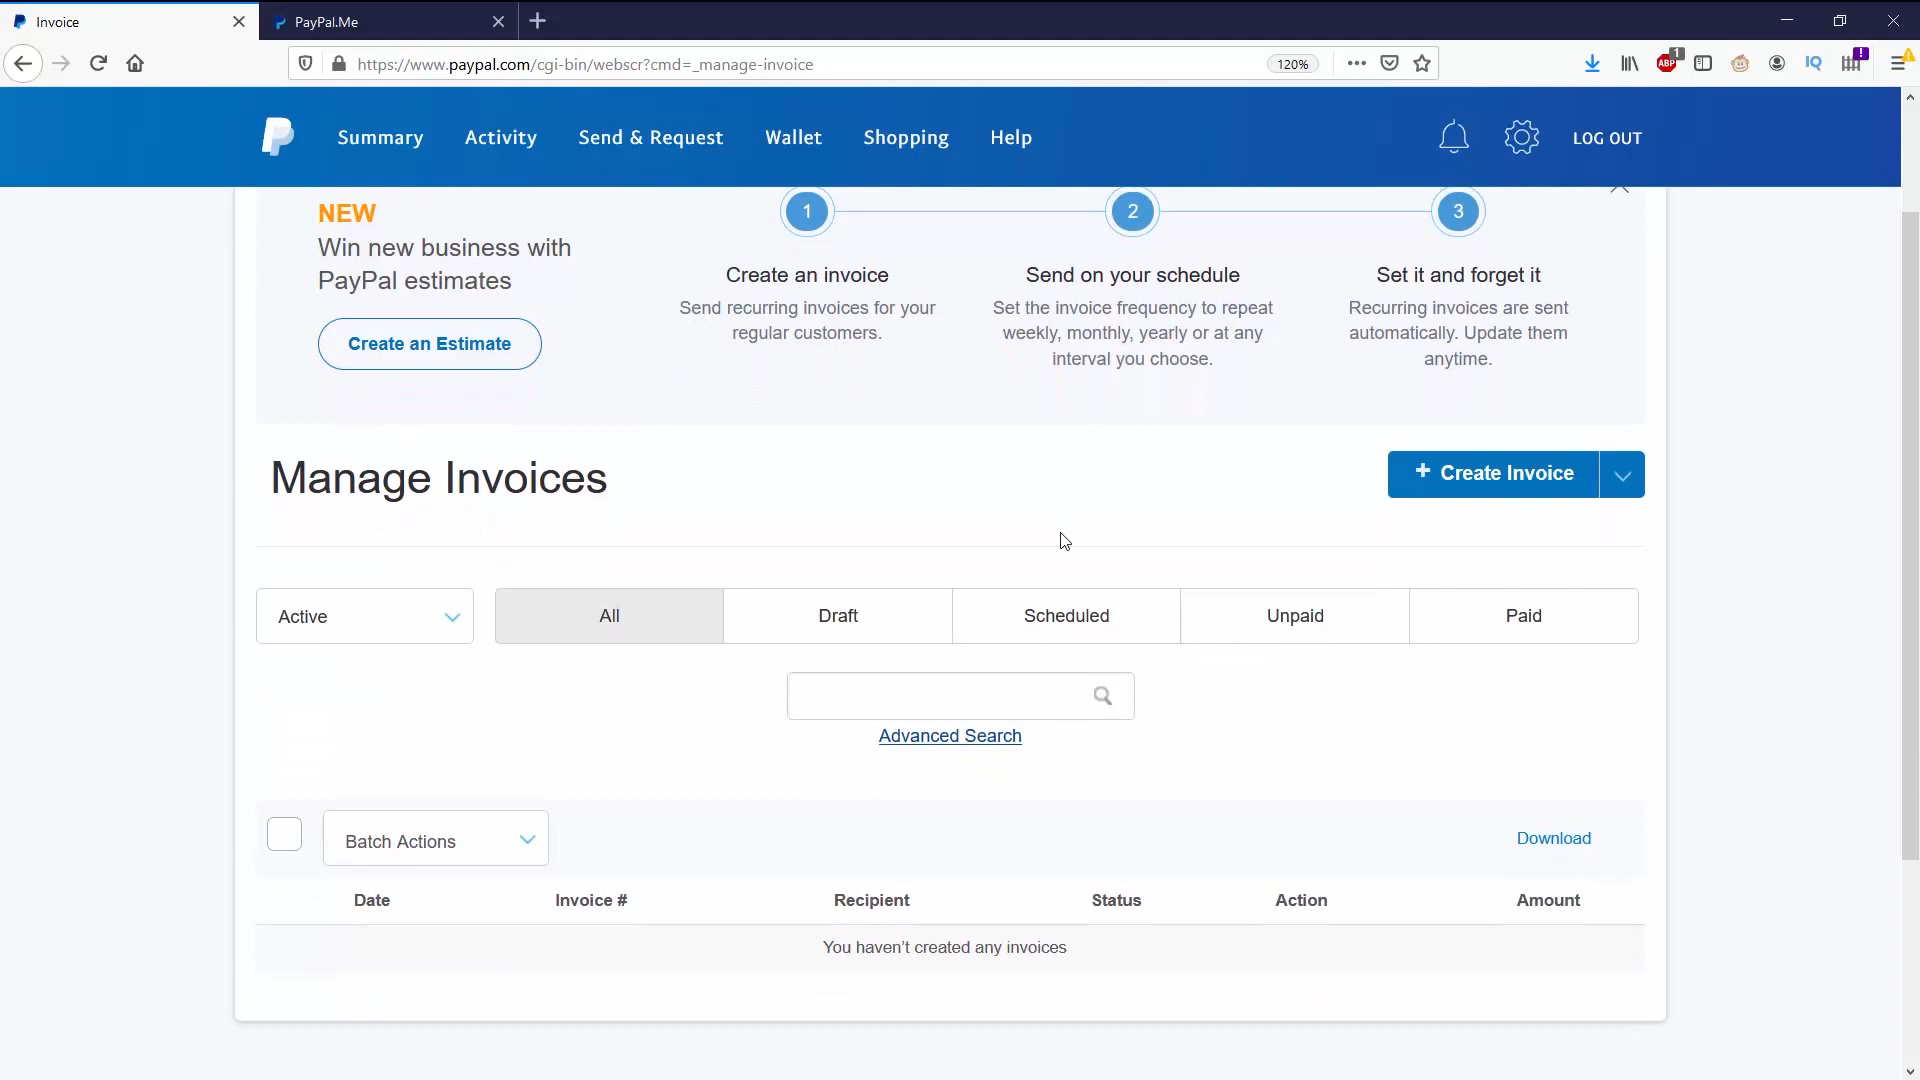 Invoice
PayPal.Me
https://www.paypal.com/cgi-bin/webscr?cmd=_manage-invoice
120%
ABP
1
IQ
!
Summary
Activity
Send & Request
Wallet
Shopping
Help
LOG OUT
NEW
Win new business with
PayPal estimates
Create an Estimate
1
Create an invoice
Send recurring invoices for your
regular customers.
2
Send on your schedule
Set the invoice frequency to repeat
weekly, monthly, yearly or at any
interval you choose.
3
Set it and forget it
Recurring invoices are sent
automatically. Update them
anytime.
Manage Invoices
+ Create Invoice
Active
All
Draft
Scheduled
Unpaid
Paid
Advanced Search
Batch Actions
Download
Date
Invoice #
Recipient
Status
Action
Amount
You haven’t created any invoices